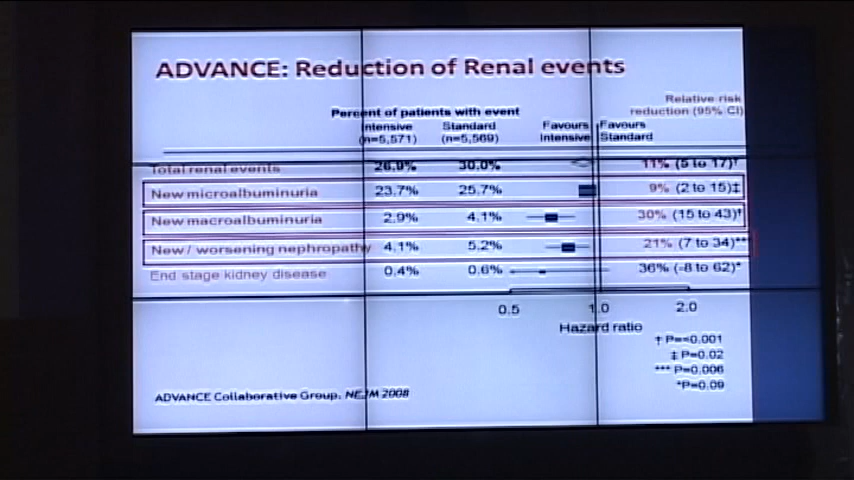 ADVANCE: Reduction of Renal events
Relative risk
Percent of patients with event reduction (95% CI)
Intensive Standard Favours Favours
(n=5,571) (n=5,569) Intensive Standard
Total renal events 26.9% 30.0% 11% (5 to 17)†
New microalbuminuria 23.7% 25.7% 9% (2 to 15)‡
New macroalbuminuria 2.9% 4.1% 30% (15 to 43)†
New / worsening nephropathy 4.1% 5.2% 21% (7 to 34)**
End stage kidney disease 0.4% 0.6% 36% (-8 to 62)*
0.5 1.0 2.0
Hazard ratio
† P=<0.001
‡ P=0.02
*** P=0.006
*P=0.09
ADVANCE Collaborative Group. NEJM 2008